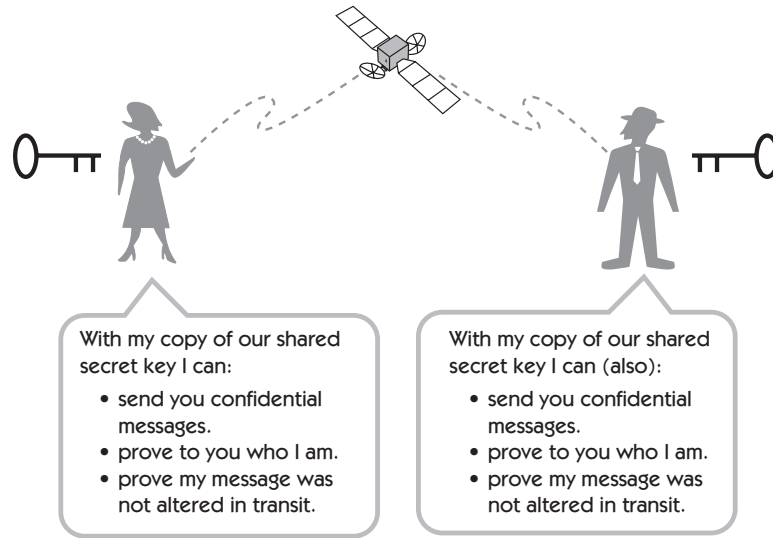 With my copy of our shared
secret key I can:
• send you confidential
messages.
• prove to you who I am.
• prove my message was
not altered in transit.
With my copy of our shared
secret key I can (also):
• send you confidential
messages.
• prove to you who I am.
• prove my message was
not altered in transit.